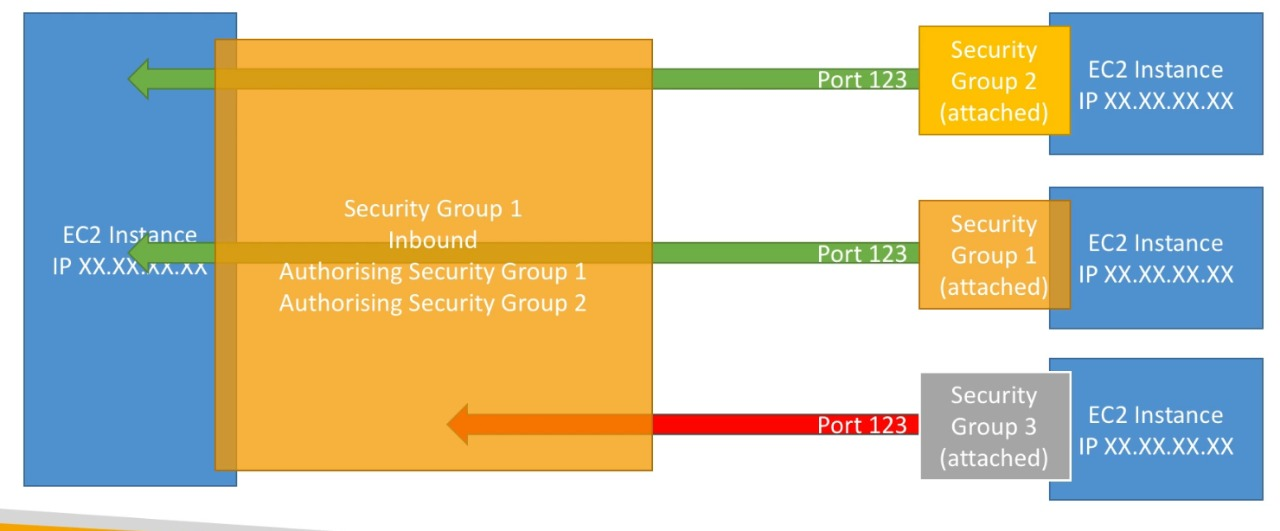 EC2 Instance
IP XX.XX.XX.XX
Security Group 1
Inbound
Authorising Security Group 1
Authorising Security Group 2
Port 123
Security
Group 2
(attached)
EC2 Instance
IP XX.XX.XX.XX
Port 123
Security
Group 1
(attached)
EC2 Instance
IP XX.XX.XX.XX
Port 123
Security
Group 3
(attached)
EC2 Instance
IP XX.XX.XX.XX